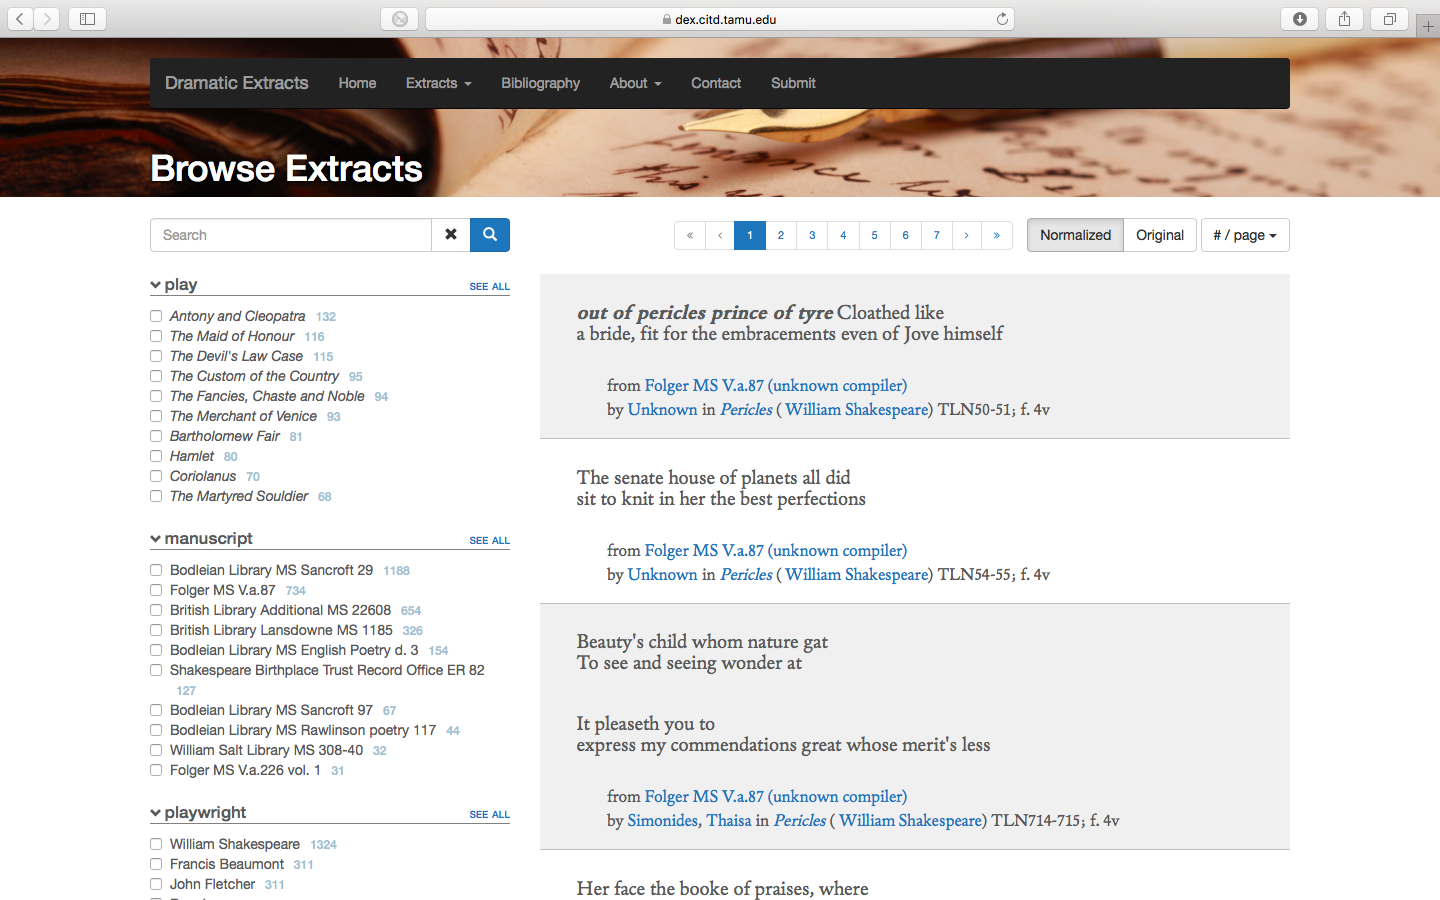 dex.citd.tamu.edu
Dramatic Extracts Home Extracts Bibliography About Contact Submit
Browse Extracts
Search
« ‹ 1 2 3 4 5 6 7 › » Normalized Original # / page
play SEE ALL
Antony and Cleopatra 132
The Maid of Honour 116
The Devil's Law Case 115
The Custom of the Country 95
The Fancies, Chaste and Noble 94
The Merchant of Venice 93
Bartholomew Fair 81
Hamlet 80
Coriolanus 70
The Martyred Souldier 68
manuscript SEE ALL
Bodleian Library MS Sancroft 29 1188
Folger MS V.a.87 734
British Library Additional MS 22608 654
British Library Lansdowne MS 1185 326
Bodleian Library MS English Poetry d. 3 154
Shakespeare Birthplace Trust Record Office ER 82
127
Bodleian Library MS Sancroft 97 67
Bodleian Library MS Rawlinson poetry 117 44
William Salt Library MS 308-40 32
Folger MS V.a.226 vol. 1 31
playwright SEE ALL
William Shakespeare 1324
Francis Beaumont 311
John Fletcher 311
out of pericles prince of tyre Cloathed like
a bride, fit for the embracements even of Jove himself
from Folger MS V.a.87 (unknown compiler)
by Unknown in Pericles ( William Shakespeare) TLN50-51; f. 4v
The senate house of planets all did
sit to knit in her the best perfections
from Folger MS V.a.87 (unknown compiler)
by Unknown in Pericles ( William Shakespeare) TLN54-55; f. 4v
Beauty's child whom nature gat
To see and seeing wonder at
It pleaseth you to
express my commendations great whose merit's less
from Folger MS V.a.87 (unknown compiler)
by Simonides, Thaisa in Pericles ( William Shakespeare) TLN714-715; f. 4v
Her face the booke of praises, where